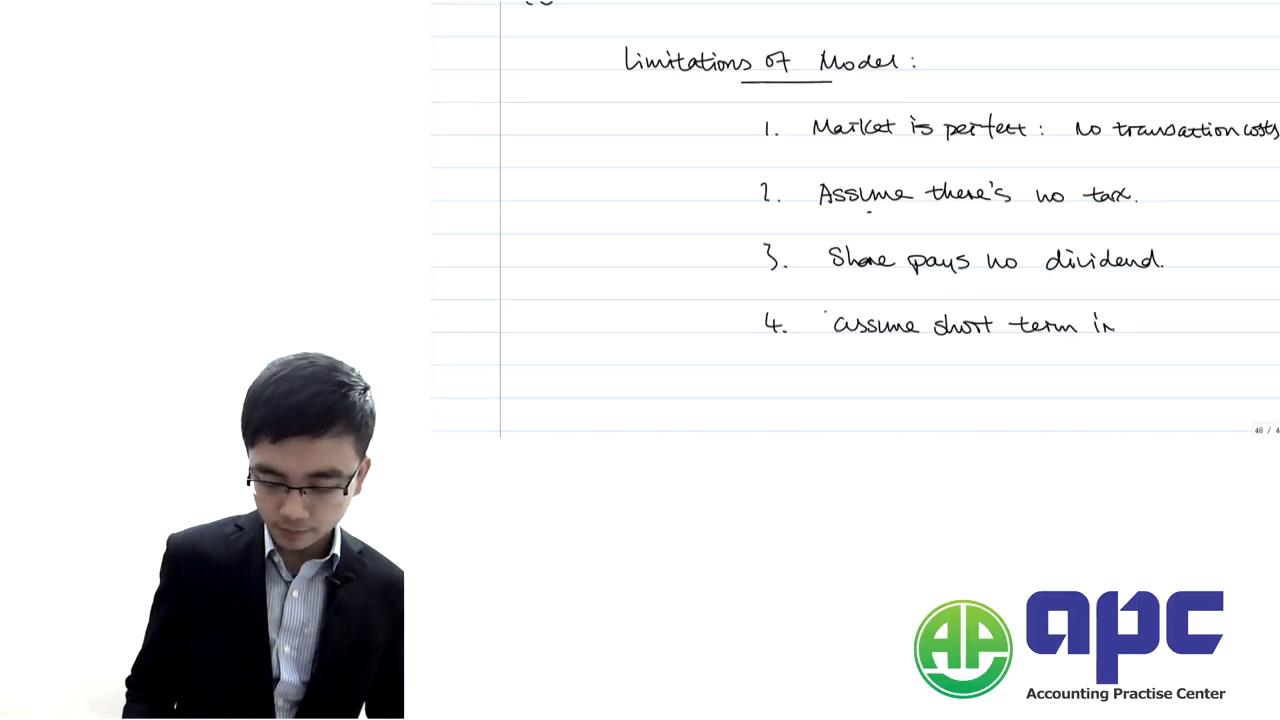 Limitations of Model :
1. Market is perfect : No transaction costs
2. Assume there's no tax.
3. Share pays no dividend.
4. assume short term in
48 / 4
AP
apc
Accounting Practise Center